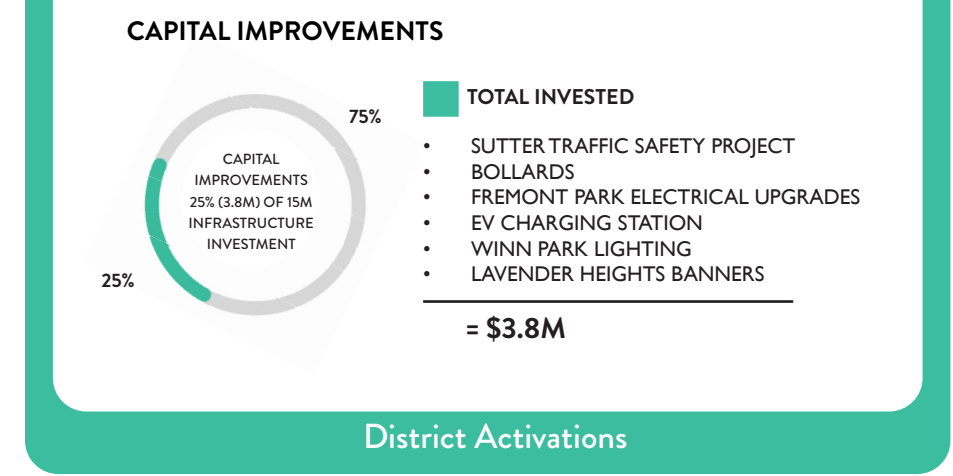 CAPITAL IMPROVEMENTS
75%
CAPITAL
IMPROVEMENTS
25% (3.8M) OF 15M
INFRASTRUCTURE
INVESTMENT
25%
TOTAL INVESTED
• SUTTER TRAFFIC SAFETY PROJECT
• BOLLARDS
• FREMONT PARK ELECTRICAL UPGRADES
• EV CHARGING STATION
• WINN PARK LIGHTING
• LAVENDER HEIGHTS BANNERS
= $3.8M
District Activations